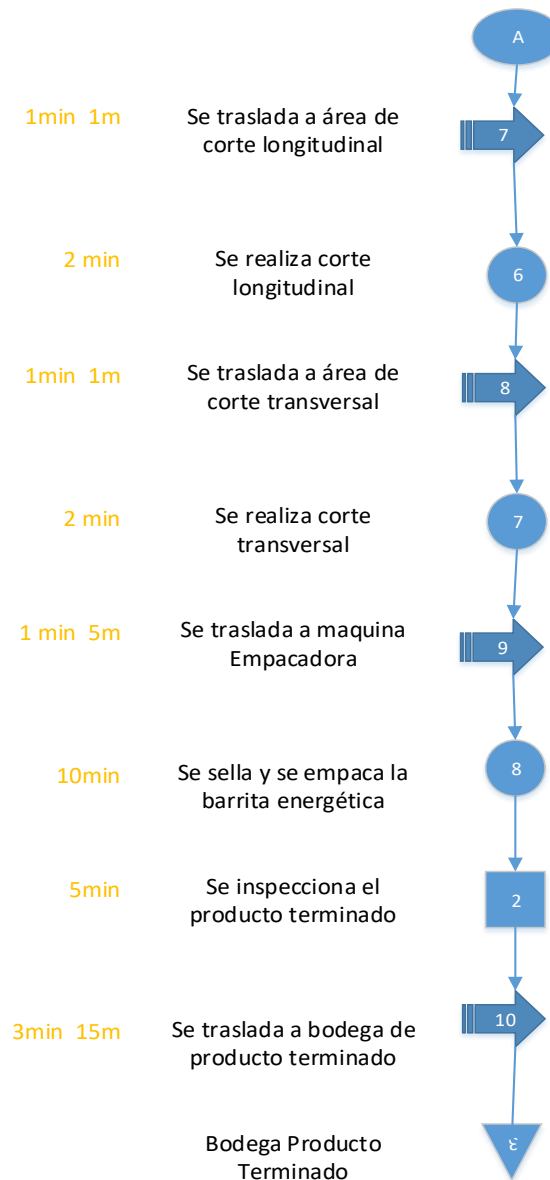 A
1min 1m
Se traslada a área de
corte longitudinal
7
2 min
Se realiza corte
longitudinal
6
1min 1m
Se traslada a área de
corte transversal
8
2 min
Se realiza corte
transversal
7
1 min 5m
Se traslada a maquina
Empacadora
9
10min
Se sella y se empaca la
barrita energética
8
5min
Se inspecciona el
producto terminado
2
3min 15m
Se traslada a bodega de
producto terminado
10
Bodega Producto
Terminado
3